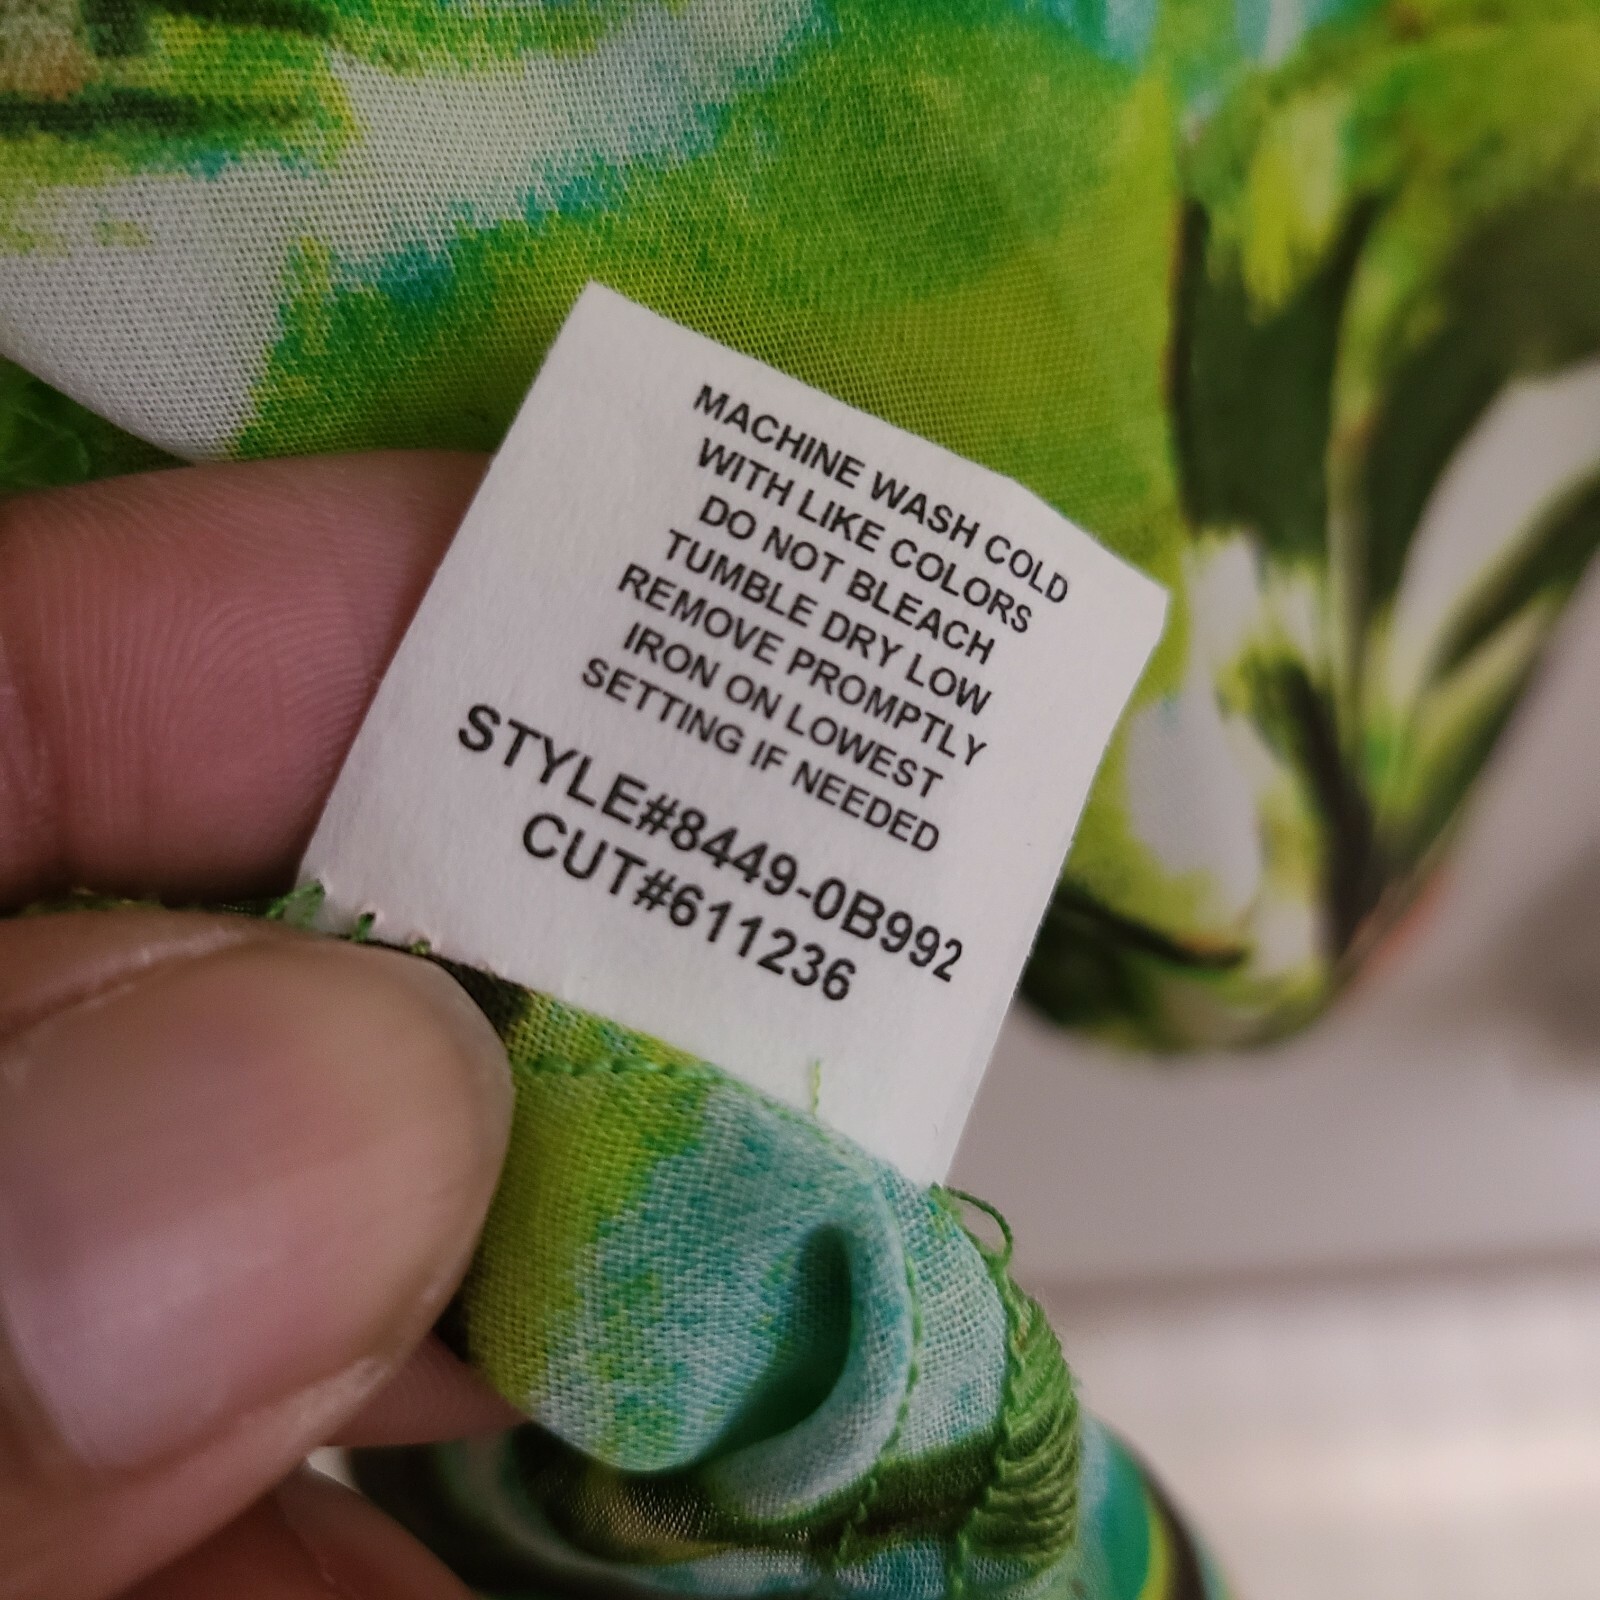 MACHINE WASH COLD
WITH LIKE COLORS
DO NOT BLEACH
TUMBLE DRY LOW
REMOVE PROMPTLY
IRON ON LOWEST
SETTING IF NEEDED
STYLE#8449-0B992
CUT#611236